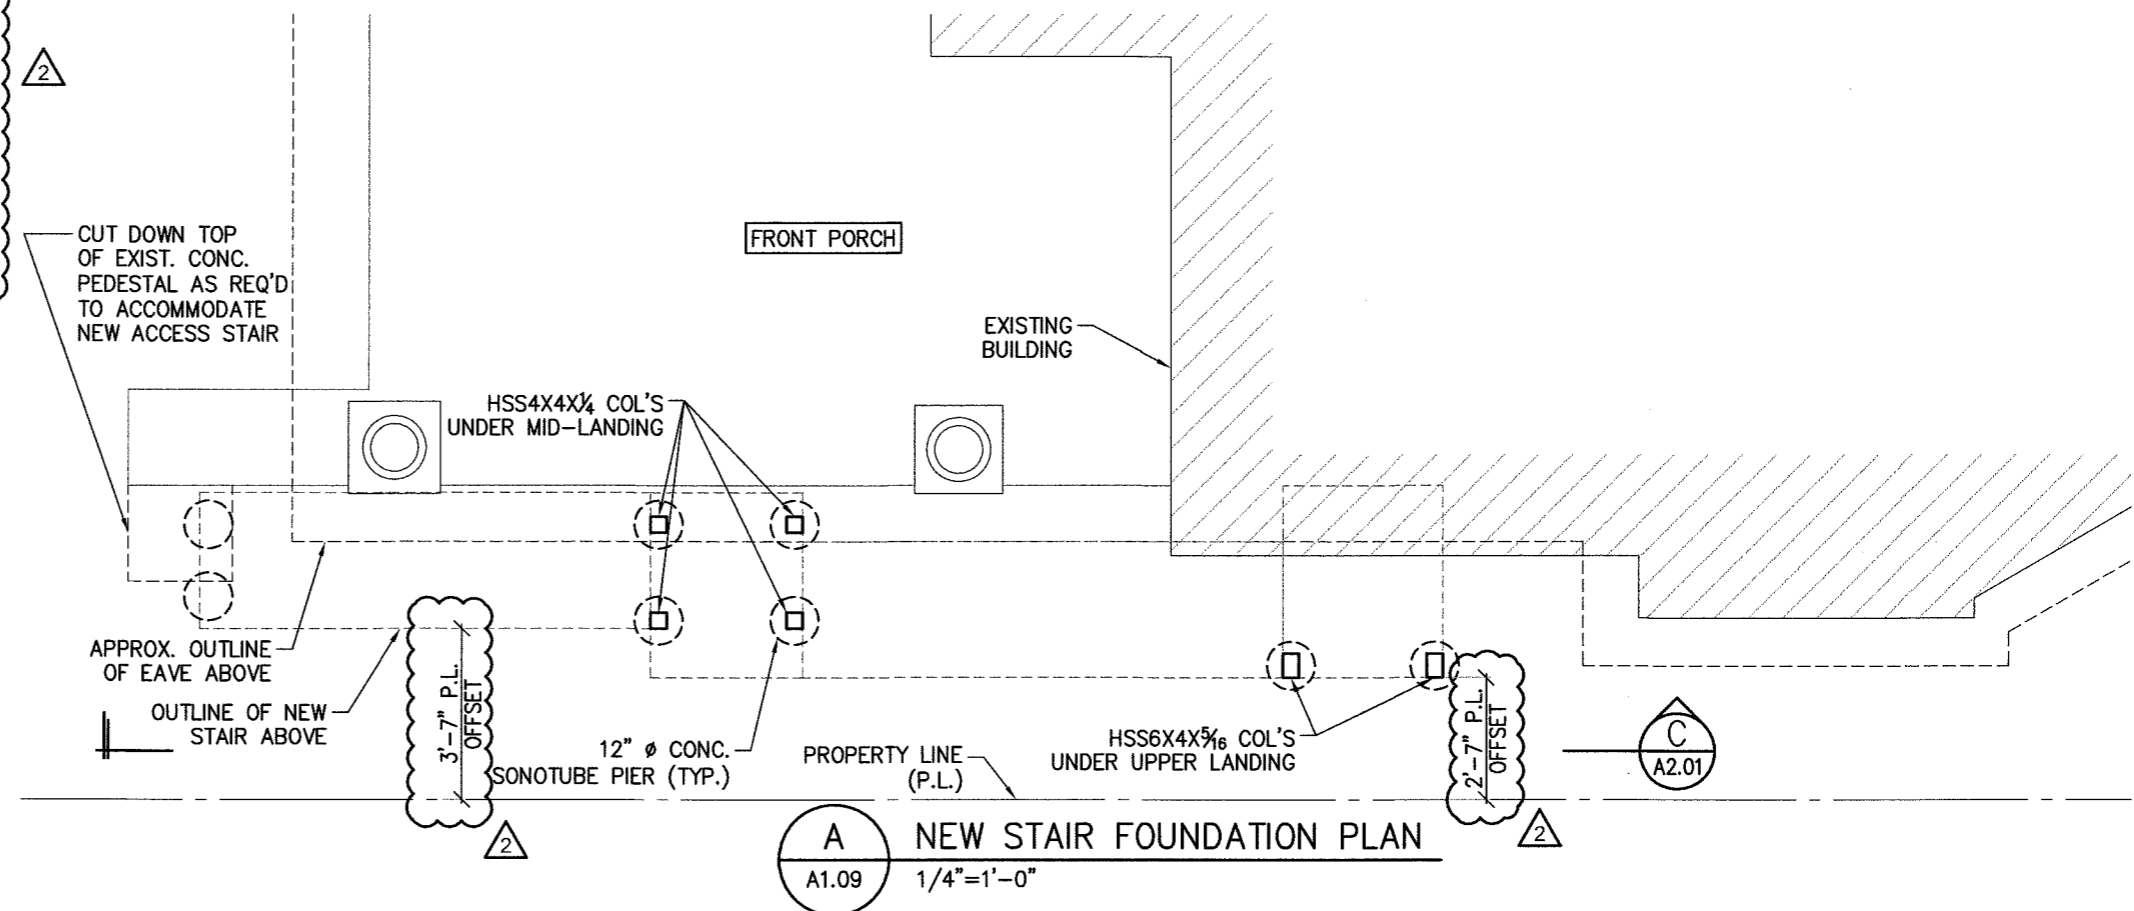 2
CUT DOWN TOP
OF EXIST. CONC.
PEDESTAL AS REQ'D
TO ACCOMMODATE
NEW ACCESS STAIR
FRONT PORCH
EXISTING
BUILDING
HSS4X4X1/4 COL'S
UNDER MID-LANDING
APPROX. OUTLINE
OF EAVE ABOVE
OUTLINE OF NEW
STAIR ABOVE
3'-7" P.L.
OFFSET
12" ø CONC.
SONOTUBE PIER (TYP.)
PROPERTY LINE
(P.L.)
HSS6X4X5/16 COL'S
UNDER UPPER LANDING
2'-7" P.L.
OFFSET
C
A2.01
2
2
A
A1.09
NEW STAIR FOUNDATION PLAN
1/4"=1'-0"